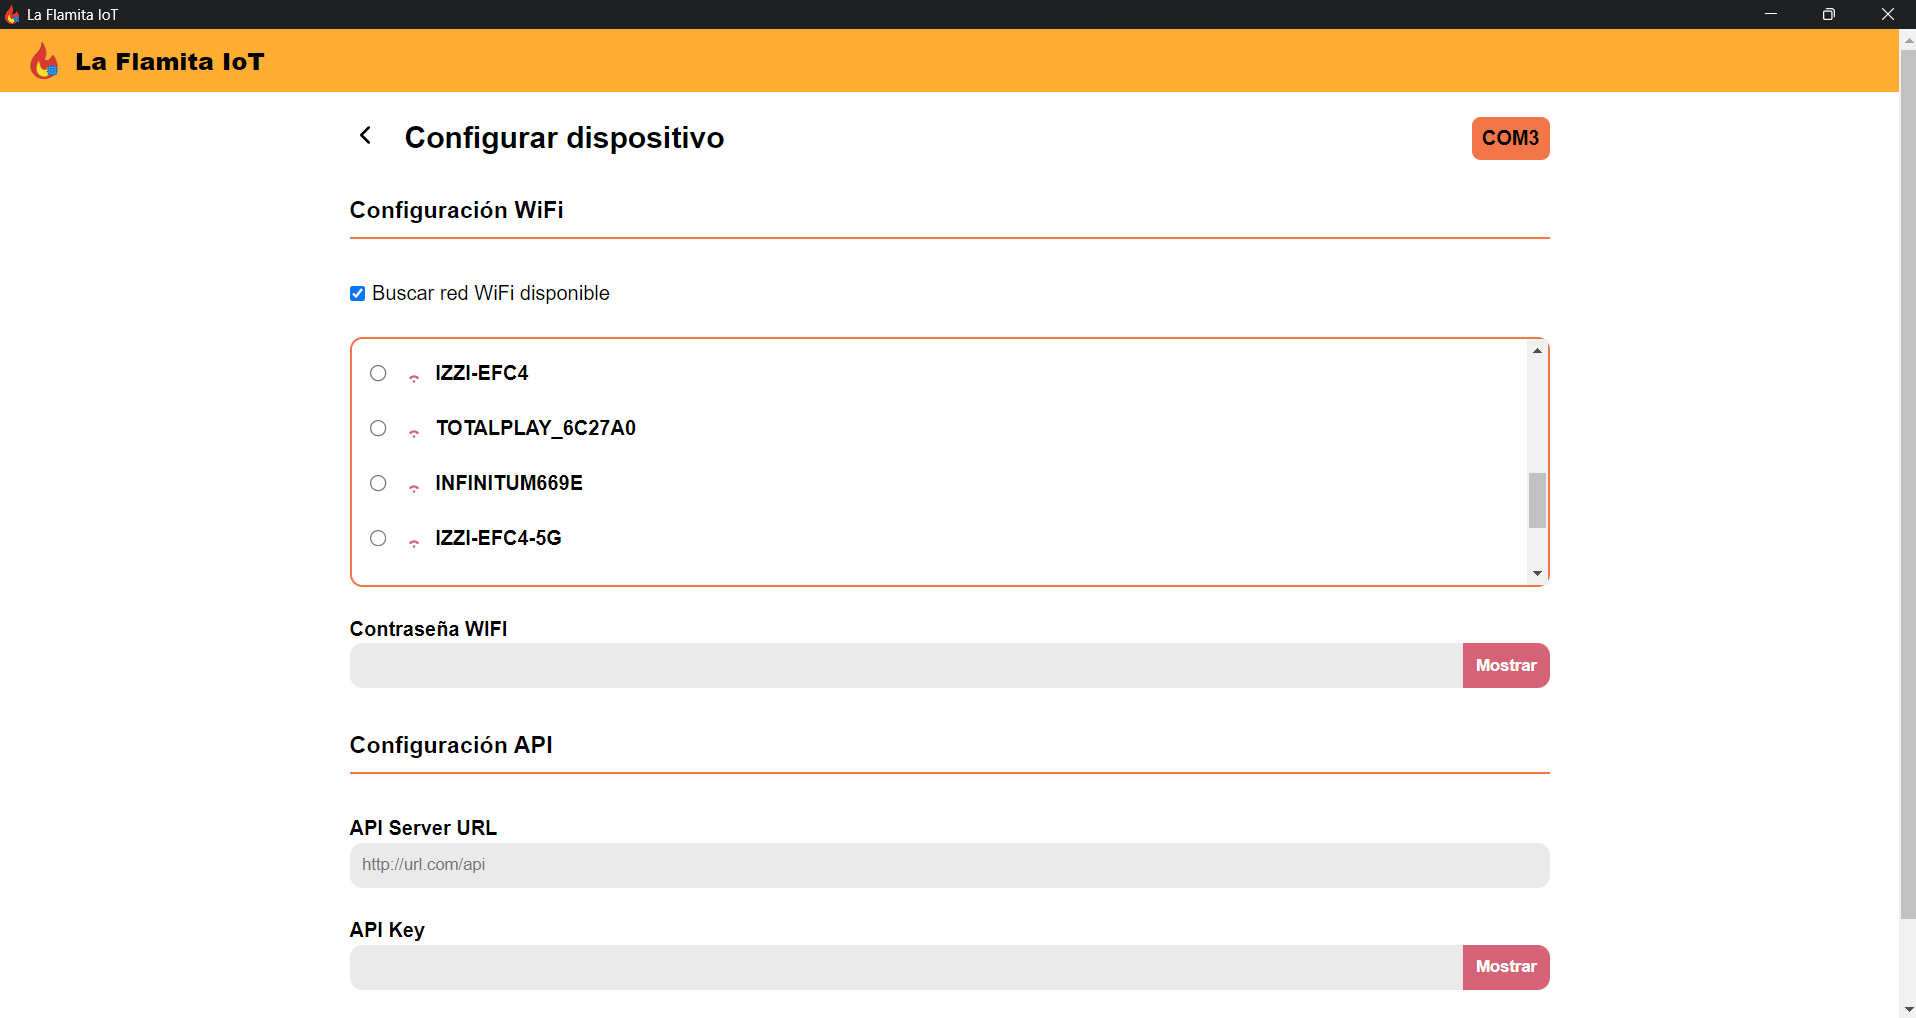 La Flamita IoT
La Flamita IoT
Configurar dispositivo
COM3
Configuración WiFi
Buscar red WiFi disponible
IZZI-EFC4
TOTALPLAY_6C27A0
INFINITUM669E
IZZI-EFC4-5G
Contraseña WIFI
Mostrar
Configuración API
API Server URL
http://url.com/api
API Key
Mostrar